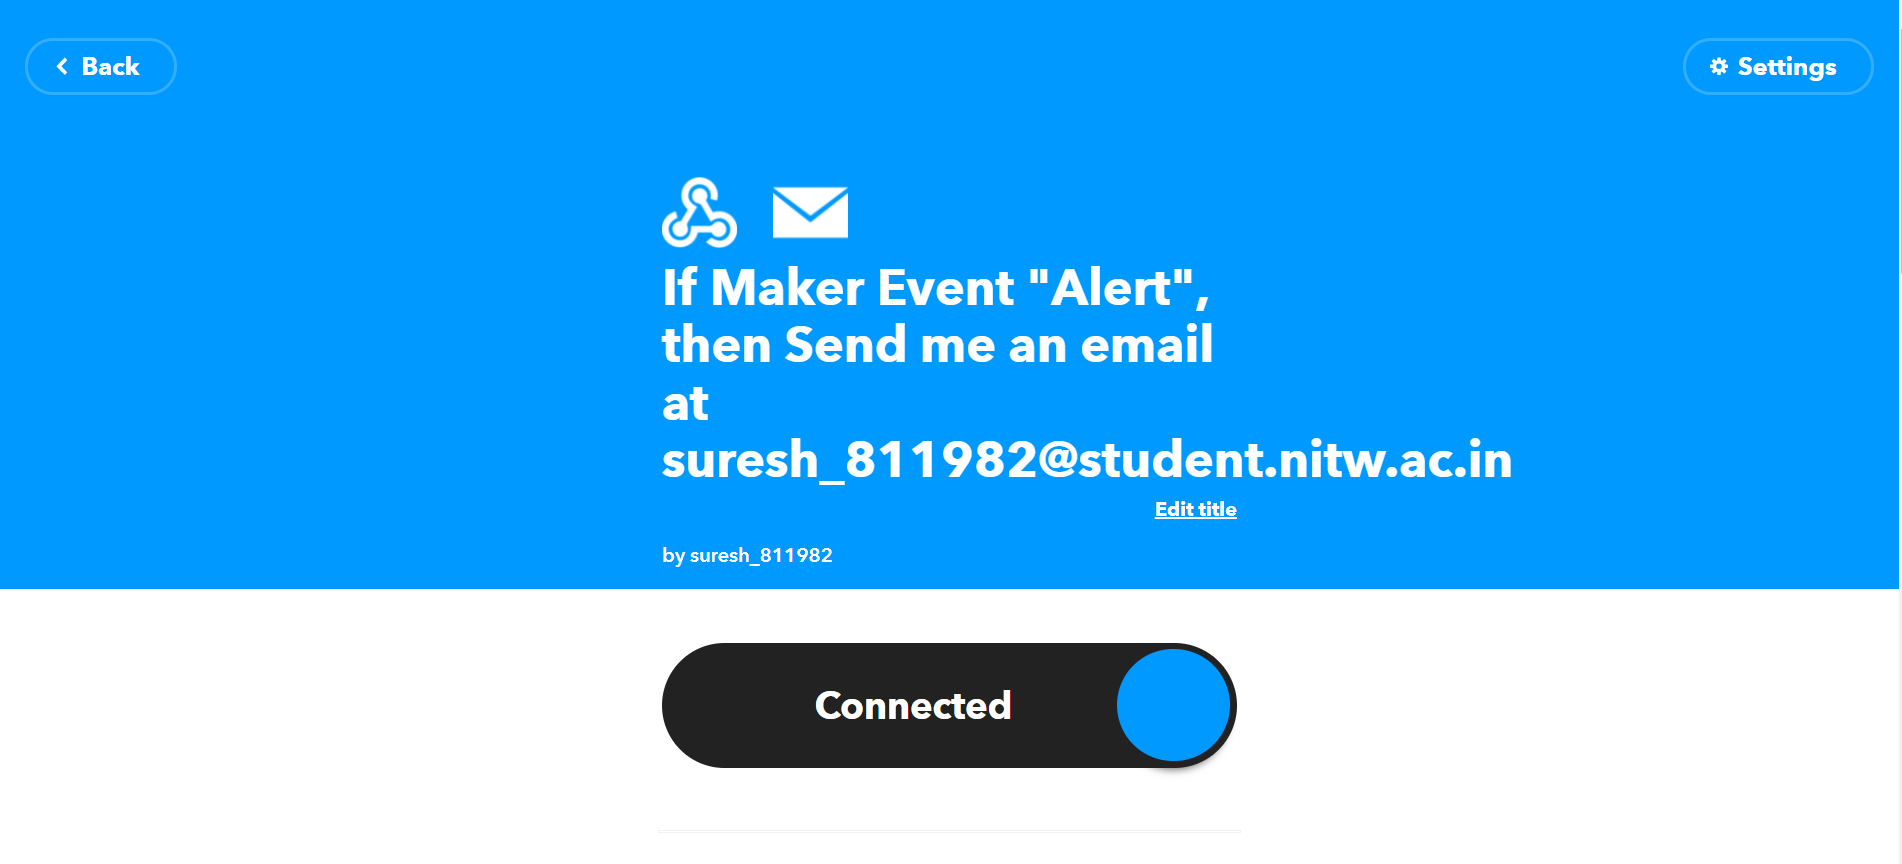 Back
Settings
If Maker Event "Alert",
then Send me an email
at
suresh_811982@student.nitw.ac.in
Edit title
by suresh_811982
Connected